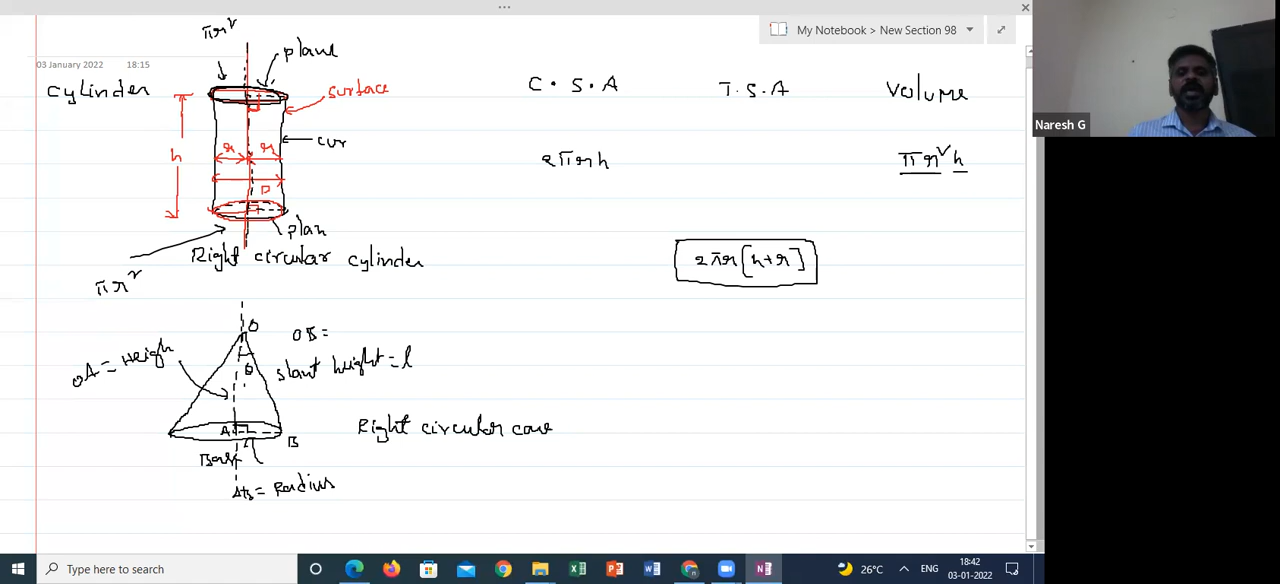 My Notebook > New Section 98
03 January 2022 18:15
πr²
plane
cylinder
surface
C.S.A
T.S.A
Volume
h
cur
r
r
D
2πrh
πr²h
plan
Right circular cylinder
πr²
2πr[h+r]
O
OB=
OA = Heigh
θ
slant height = l
A
B
Right circular cone
Base
AB = Radius
Naresh G
Type here to search
26°C
ENG
18:42
03-01-2022